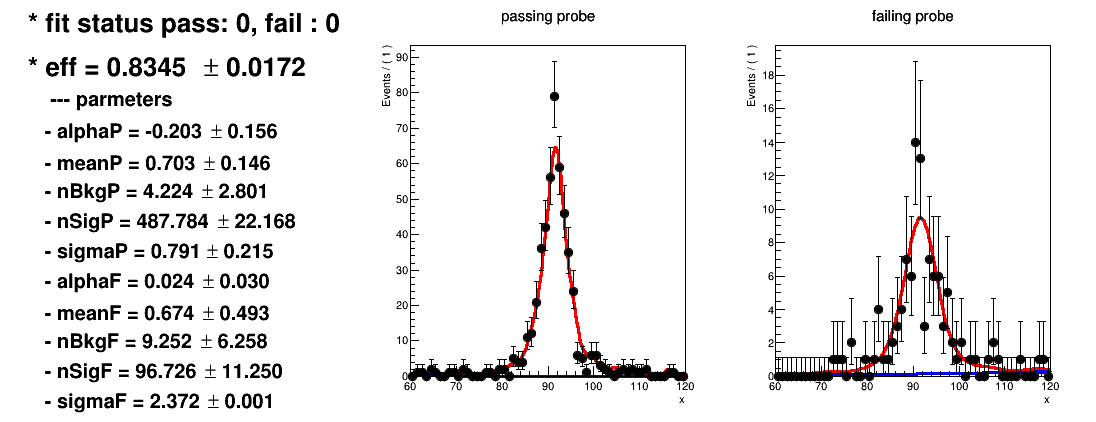 * fit status pass: 0, fail : 0
* eff = 0.8345 ± 0.0172
--- parmeters
- alphaP = -0.203 ± 0.156
- meanP = 0.703 ± 0.146
- nBkgP = 4.224 ± 2.801
- nSigP = 487.784 ± 22.168
- sigmaP = 0.791 ± 0.215
- alphaF = 0.024 ± 0.030
- meanF = 0.674 ± 0.493
- nBkgF = 9.252 ± 6.258
- nSigF = 96.726 ± 11.250
- sigmaF = 2.372 ± 0.001
passing probe
Events / ( 1 )
90
80
70
60
50
40
30
20
10
0
60 70 80 90 100 110 120
x
failing probe
Events / ( 1 )
18
16
14
12
10
8
6
4
2
0
60 70 80 90 100 110 120
x